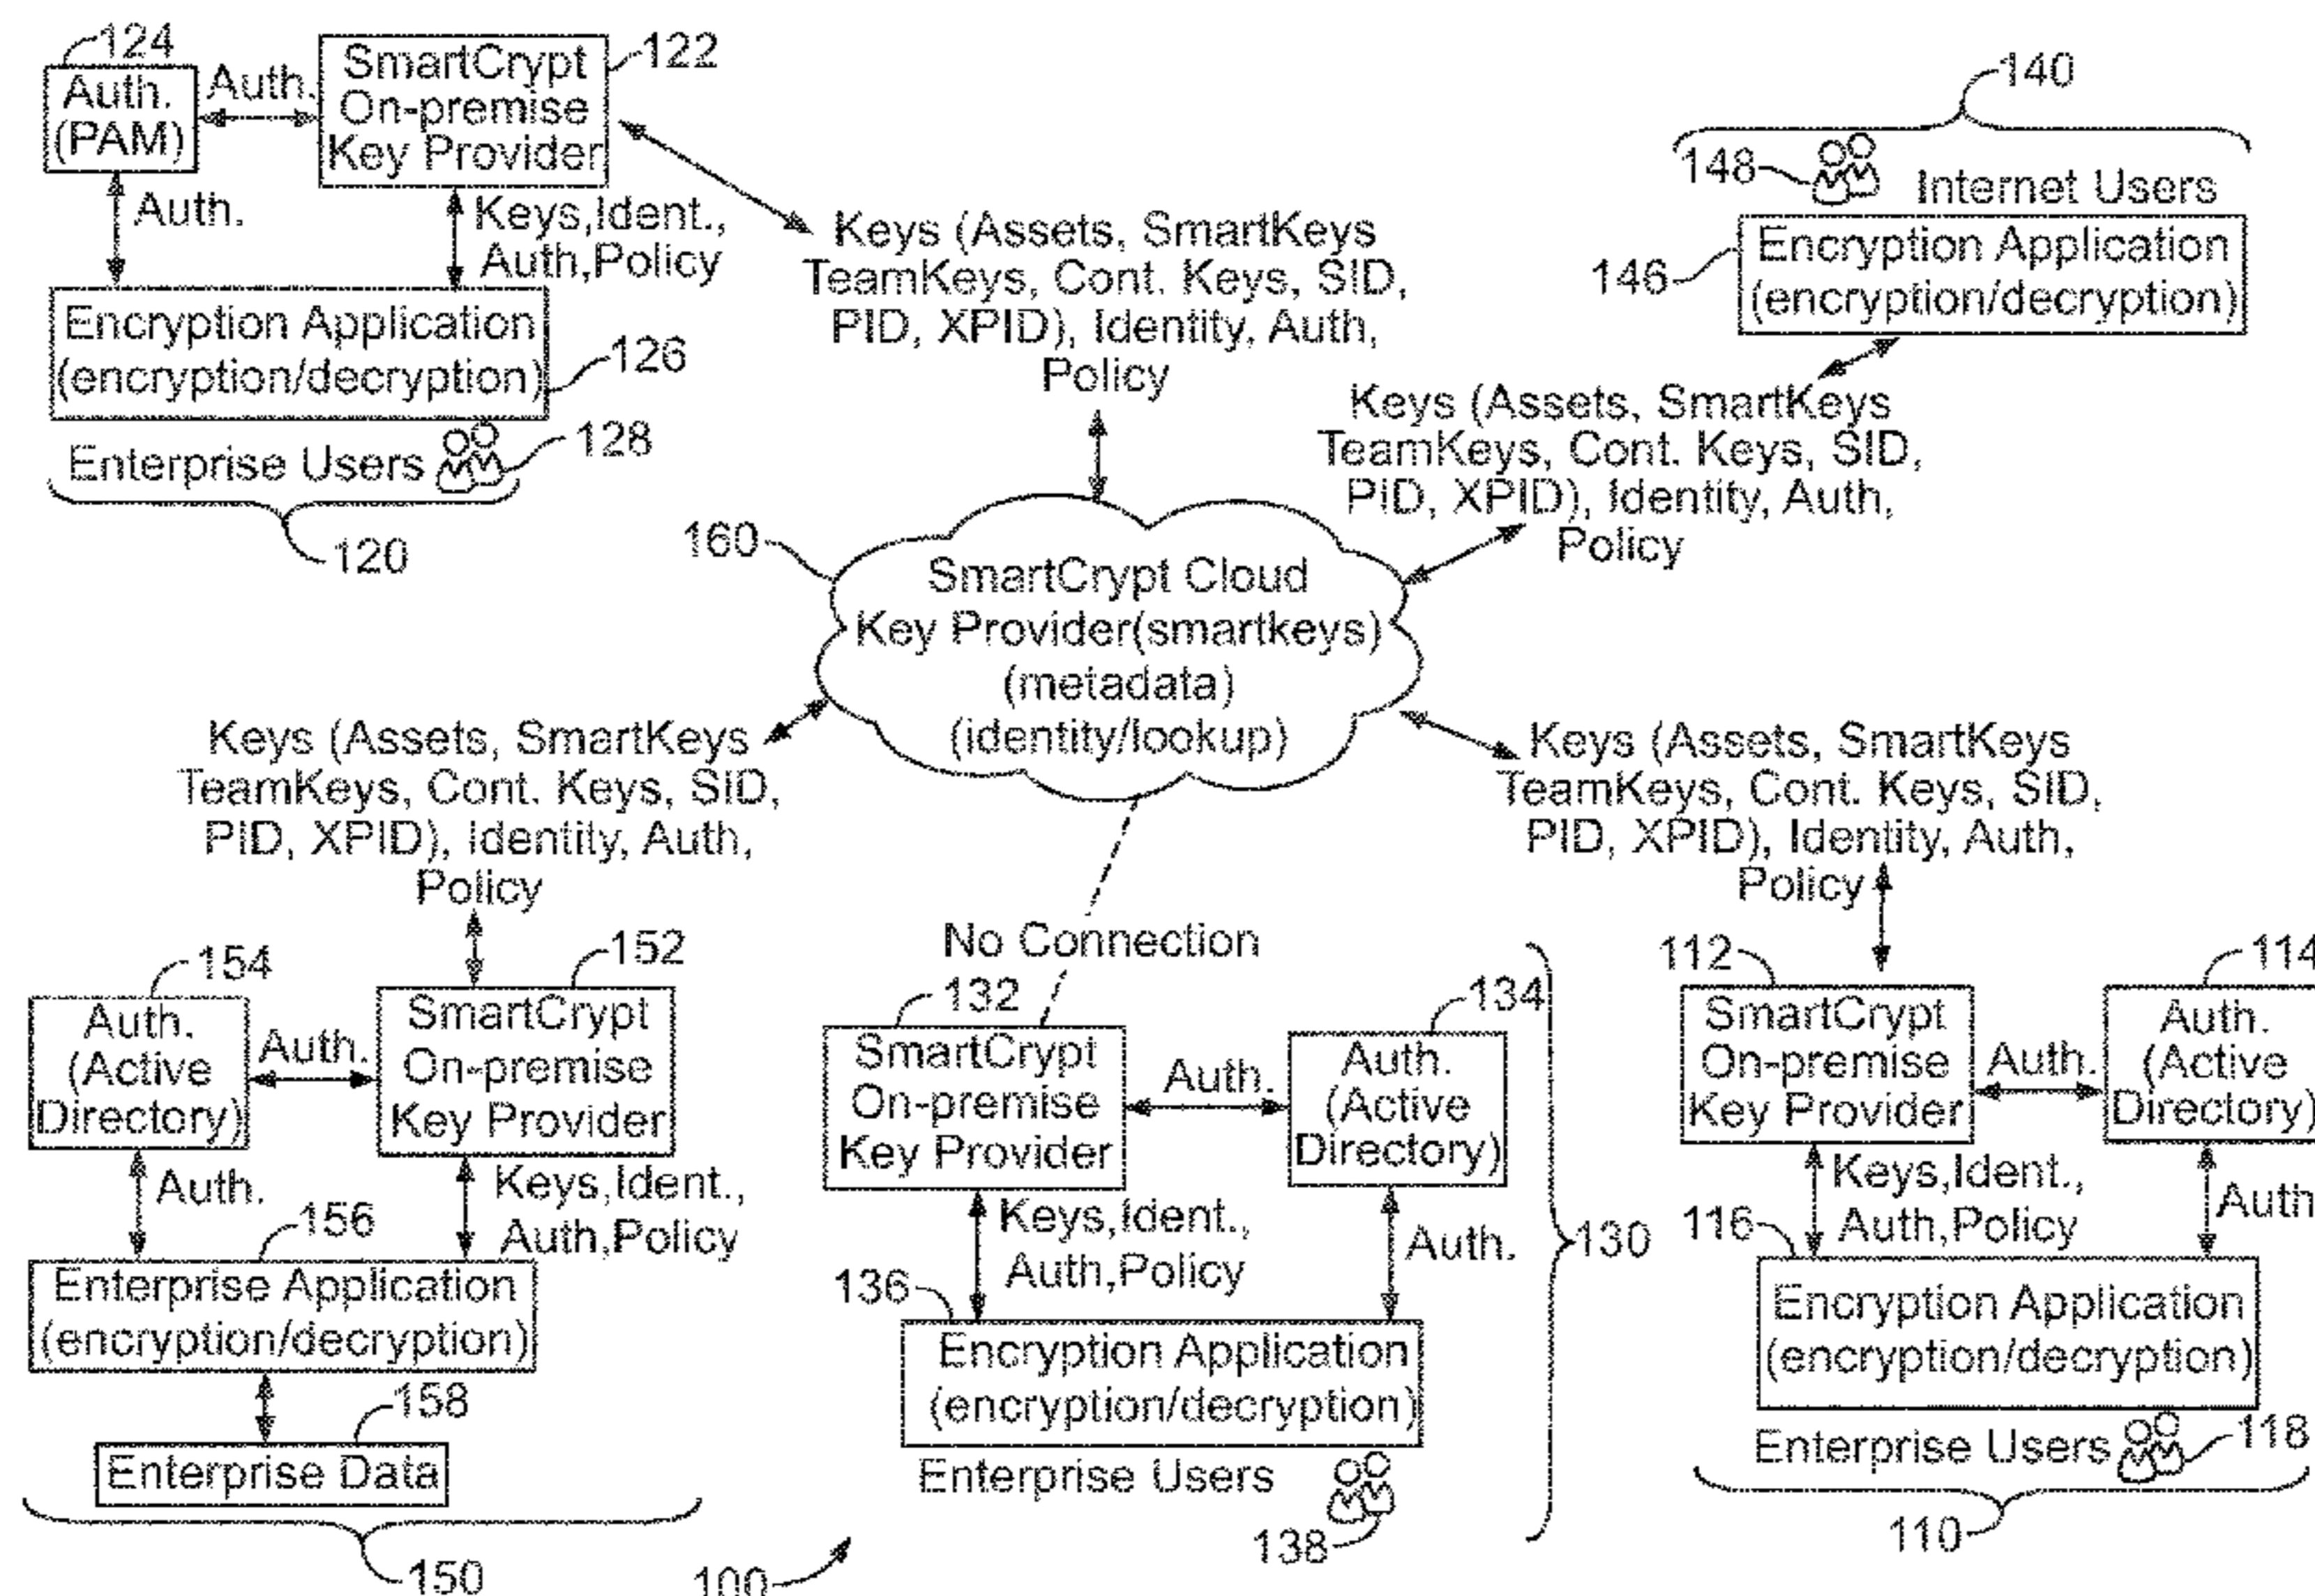 124
Auth.
(PAM)
Auth.
SmartCrypt
On-premise
Key Provider
122
Auth.
Keys,Ident.,
Auth,Policy
Encryption Application
(encryption/decryption)
126
Enterprise Users
128
120
Keys (Assets, SmartKeys
TeamKeys, Cont. Keys, SID,
PID, XPID), Identity, Auth,
Policy
140
148
Internet Users
146
Encryption Application
(encryption/decryption)
Keys (Assets, SmartKeys
TeamKeys, Cont. Keys, SID,
PID, XPID), Identity, Auth,
Policy
160
SmartCrypt Cloud
Key Provider(smartkeys)
(metadata)
(identity/lookup)
Keys (Assets, SmartKeys
TeamKeys, Cont. Keys, SID,
PID, XPID), Identity, Auth,
Policy
Keys (Assets, SmartKeys
TeamKeys, Cont. Keys, SID,
PID, XPID), Identity, Auth,
Policy
No Connection
154
Auth.
(Active
Directory)
Auth.
152
SmartCrypt
On-premise
Key Provider
Auth.
Keys,Ident.,
Auth,Policy
156
Enterprise Application
(encryption/decryption)
158
Enterprise Data
150
132
SmartCrypt
On-premise
Key Provider
Auth.
134
Auth.
(Active
Directory)
Keys,Ident.,
Auth,Policy
Auth.
130
136
Encryption Application
(encryption/decryption)
Enterprise Users
138
100
112
SmartCrypt
On-premise
Key Provider
Auth.
114
Auth.
(Active
Directory)
Keys,Ident.,
Auth,Policy
Auth
116
Encryption Application
(encryption/decryption)
Enterprise Users
118
110